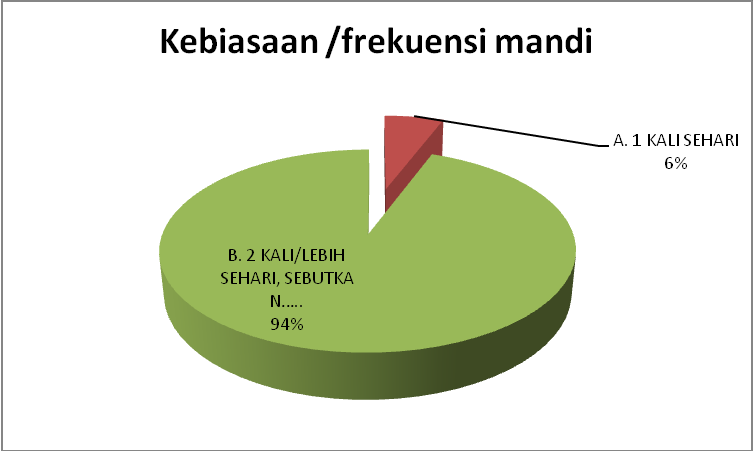 Kebiasaan /frekuensi mandi
A. 1 KALI SEHARI
6%
B. 2 KALI/LEBIH
SEHARI, SEBUTKA
N.....
94%